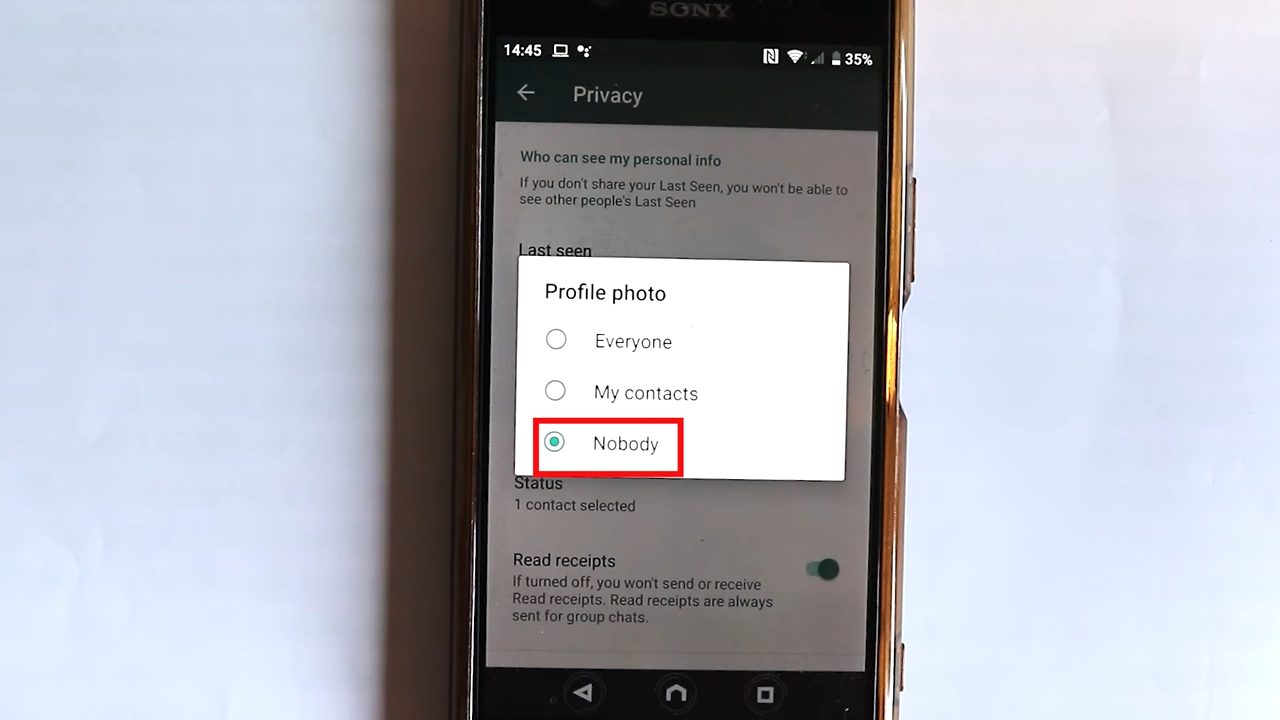 SONY
14:45
35%
Privacy
Who can see my personal info
If you don't share your Last Seen, you won't be able to
see other people's Last Seen
Last seen
Profile photo
Everyone
My contacts
Nobody
Status
1 contact selected
Read receipts
If turned off, you won't send or receive
Read receipts. Read receipts are always
sent for group chats.